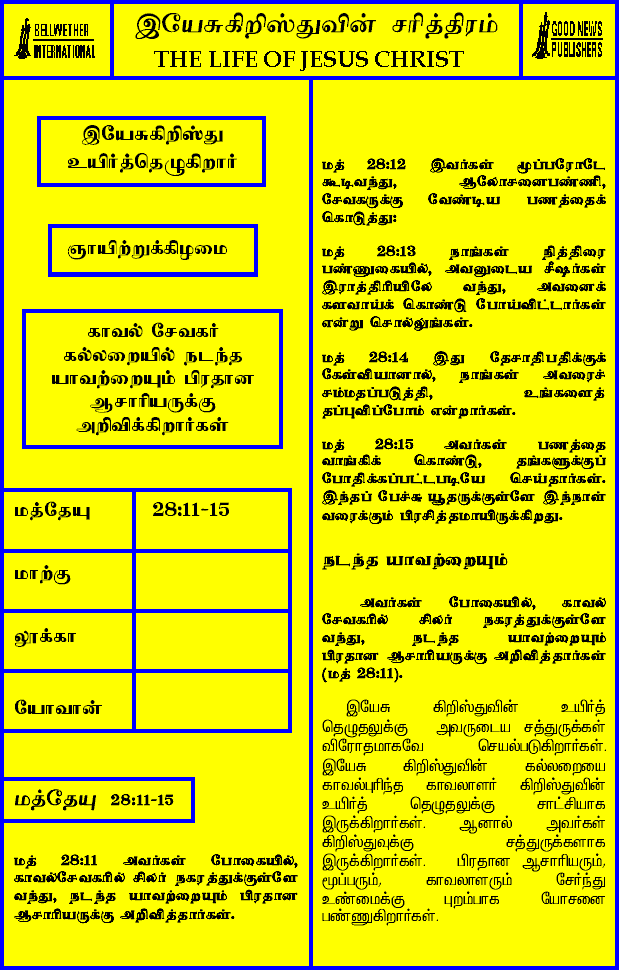 BELLWETHER
INTERNATIONAL
இயேசுகிறிஸ்துவின் சரித்திரம்
THE LIFE OF JESUS CHRIST
GOOD NEWS
PUBLISHERS
இயேசுகிறிஸ்து
உயிர்த்தெழுகிறார்
ஞாயிற்றுக்கிழமை
காவல் சேவகர்
கல்லறையில் நடந்த
யாவற்றையும் பிரதான
ஆசாரியருக்கு
அறிவிக்கிறார்கள்
மத்தேயு 28:11-15
மாற்கு
லூக்கா
யோவான்
மத்தேயு 28:11-15
மத் 28:11 அவர்கள் போகையில்,
காவல்சேவகரில் சிலர் நகரத்துக்குள்ளே
வந்து, நடந்த யாவற்றையும் பிரதான
ஆசாரியருக்கு அறிவித்தார்கள்.
மத் 28:12 இவர்கள் மூப்பரோடே
கூடிவந்து, ஆலோசனைபண்ணி,
சேவகருக்கு வேண்டிய பணத்தைக்
கொடுத்து:
மத் 28:13 நாங்கள் நித்திரை
பண்ணுகையில், அவனுடைய சீஷர்கள்
இராத்திரியிலே வந்து, அவனைக்
களவாய்க் கொண்டு போய்விட்டார்கள்
என்று சொல்லுங்கள்.
மத் 28:14 இது தேசாதிபதிக்குக்
கேள்வியானால், நாங்கள் அவரைச்
சம்மதப்படுத்தி, உங்களைத்
தப்புவிப்போம் என்றார்கள்.
மத் 28:15 அவர்கள் பணத்தை
வாங்கிக் கொண்டு, தங்களுக்குப்
போதிக்கப்பட்டபடியே செய்தார்கள்.
இந்தப் பேச்சு யூதருக்குள்ளே இந்நாள்
வரைக்கும் பிரசித்தமாயிருக்கிறது.
நடந்த யாவற்றையும்
அவர்கள் போகையில், காவல்
சேவகரில் சிலர் நகரத்துக்குள்ளே
வந்து, நடந்த யாவற்றையும்
பிரதான ஆசாரியருக்கு அறிவித்தார்கள்
(மத் 28:11).
இயேசு கிறிஸ்துவின் உயிர்த்
தெழுதலுக்கு அவருடைய சத்துருக்கள்
விரோதமாகவே செயல்படுகிறார்கள்.
இயேசு கிறிஸ்துவின் கல்லறையை
காவல்புரிந்த காவலாளர் கிறிஸ்துவின்
உயிர்த் தெழுதலுக்கு சாட்சியாக
இருக்கிறார்கள். ஆனால் அவர்கள்
கிறிஸ்துவுக்கு சத்துருக்களாக
இருக்கிறார்கள். பிரதான ஆசாரியரும்,
மூப்பரும், காவலாளரும் சேர்ந்து
உண்மைக்கு புறம்பாக யோசனை
பண்ணுகிறார்கள்.